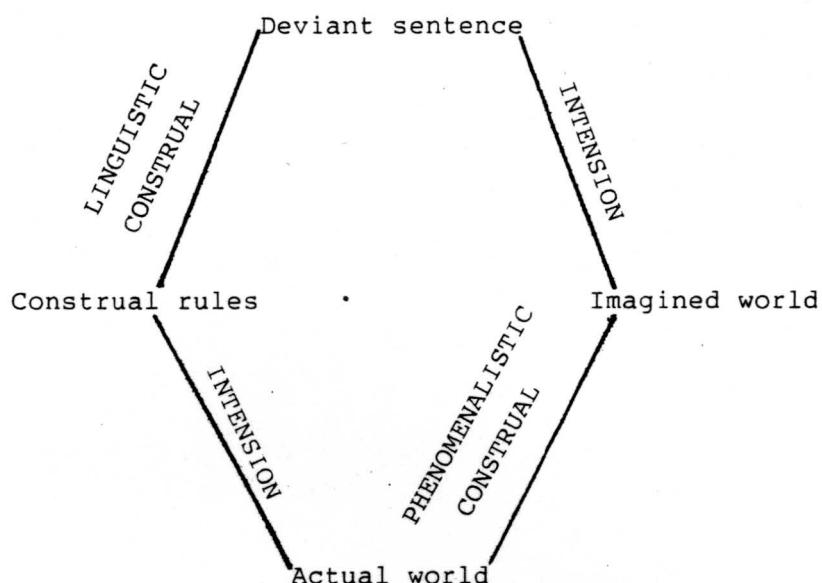 Deviant sentence
LINGUISTIC
CONSTRUAL
INTENSION
Construal rules
Imagined world
INTENSION
PHENOMENALISTIC
CONSTRUAL
Actual world